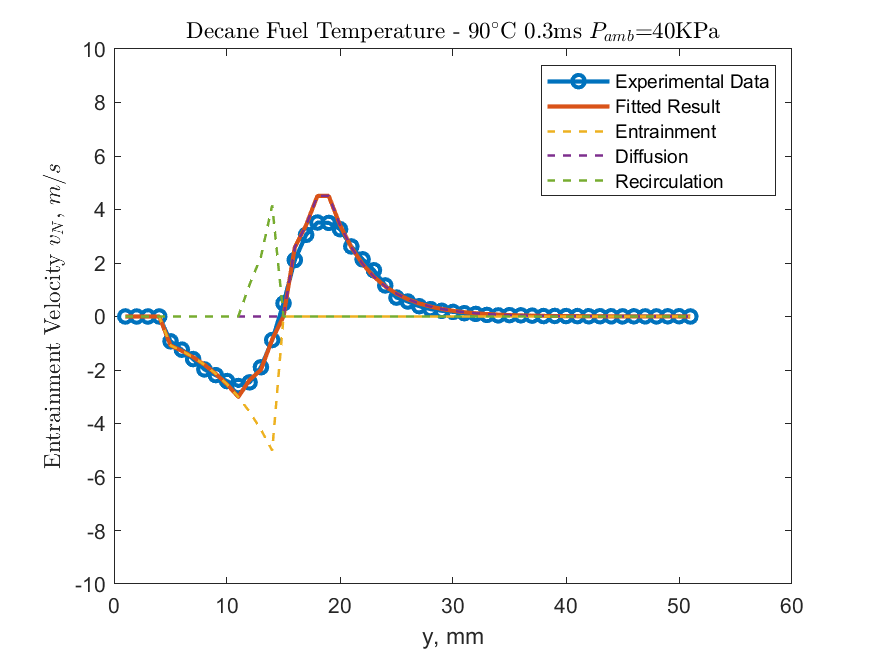 Decane Fuel Temperature - 90°C 0.3ms P_amb=40KPa
Experimental Data
Fitted Result
Entrainment
Diffusion
Recirculation
Entrainment Velocity v_N, m/s
10
8
6
4
2
0
-2
-4
-6
-8
-10
0 10 20 30 40 50 60
y, mm